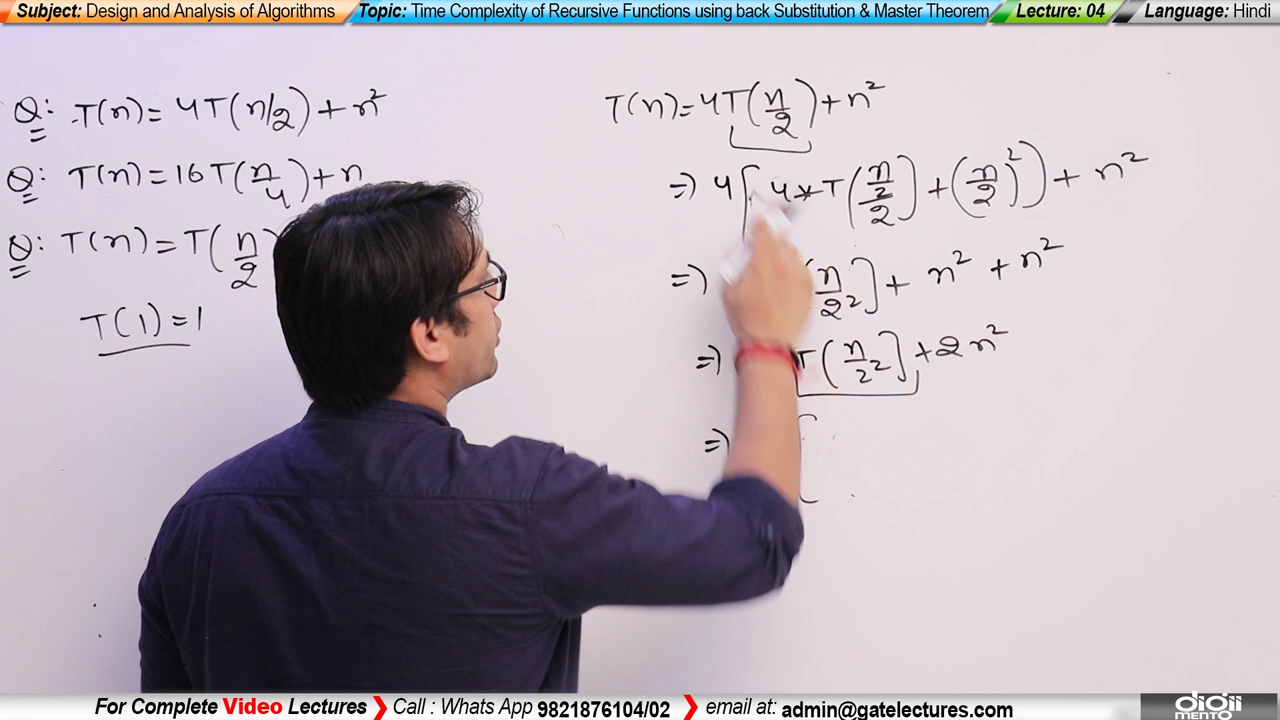 Subject: Design and Analysis of Algorithms Topic: Time Complexity of Recursive Functions using back Substitution & Master Theorem Lecture: 04 Language: Hindi
Q: T(n)=4T(n/2)+n²
Q: T(n)=16T(n/4)+n
Q: T(n)=T(n/2
T(1)=1
T(n)=4T(n/2)+n²
=) 4[4*T(n/2/2)+(n/2)²)+n²
=) (n/2²]+n²+n²
=) T(n/2²]+2n²
=) [
For Complete Video Lectures ❯ Call : Whats App 9821876104/02 ❯ email at: admin@gatelectures.com
digii
MENTO